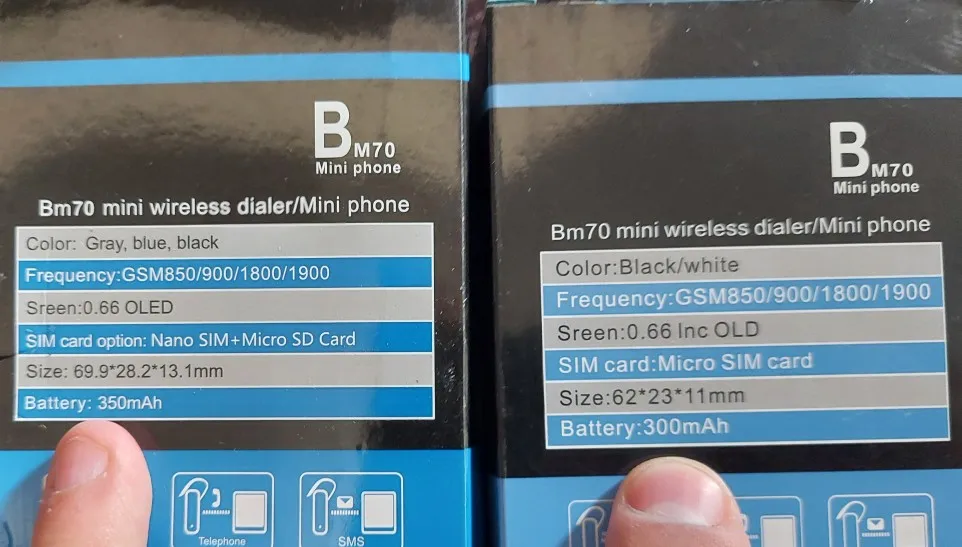 BM70
Mini phone
Bm70 mini wireless dialer/Mini phone
Color: Gray, blue, black
Frequency:GSM850/900/1800/1900
Sreen:0.66 OLED
SIM card option: Nano SIM+Micro SD Card
Size: 69.9*28.2*13.1mm
Battery: 350mAh
Telephone
SMS
BM70
Mini phone
Bm70 mini wireless dialer/Mini phone
Color:Black/white
Frequency:GSM850/900/1800/1900
Sreen:0.66 Inc OLD
SIM card:Micro SIM card
Size:62*23*11mm
Battery:300mAh